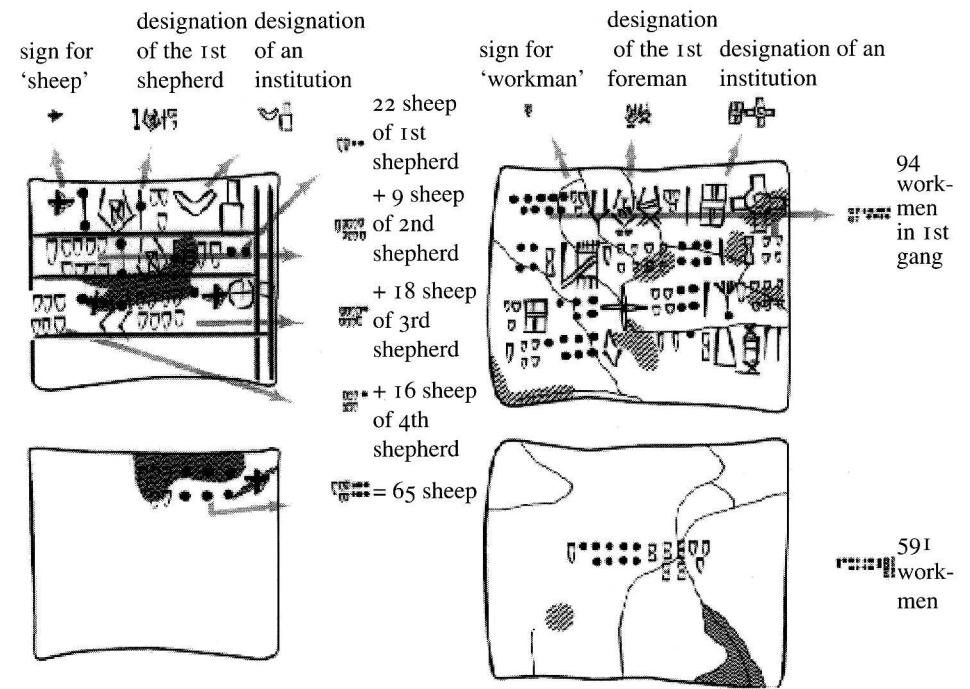 sign for
‘sheep’
designation
of the 1st
shepherd
designation
of an
institution
22 sheep
of 1st
shepherd
+ 9 sheep
of 2nd
shepherd
+ 18 sheep
of 3rd
shepherd
+ 16 sheep
of 4th
shepherd
= 65 sheep
sign for
‘workman’
designation
of the 1st
foreman
designation of an
institution
94
work-
men
in 1st
gang
591
work-
men